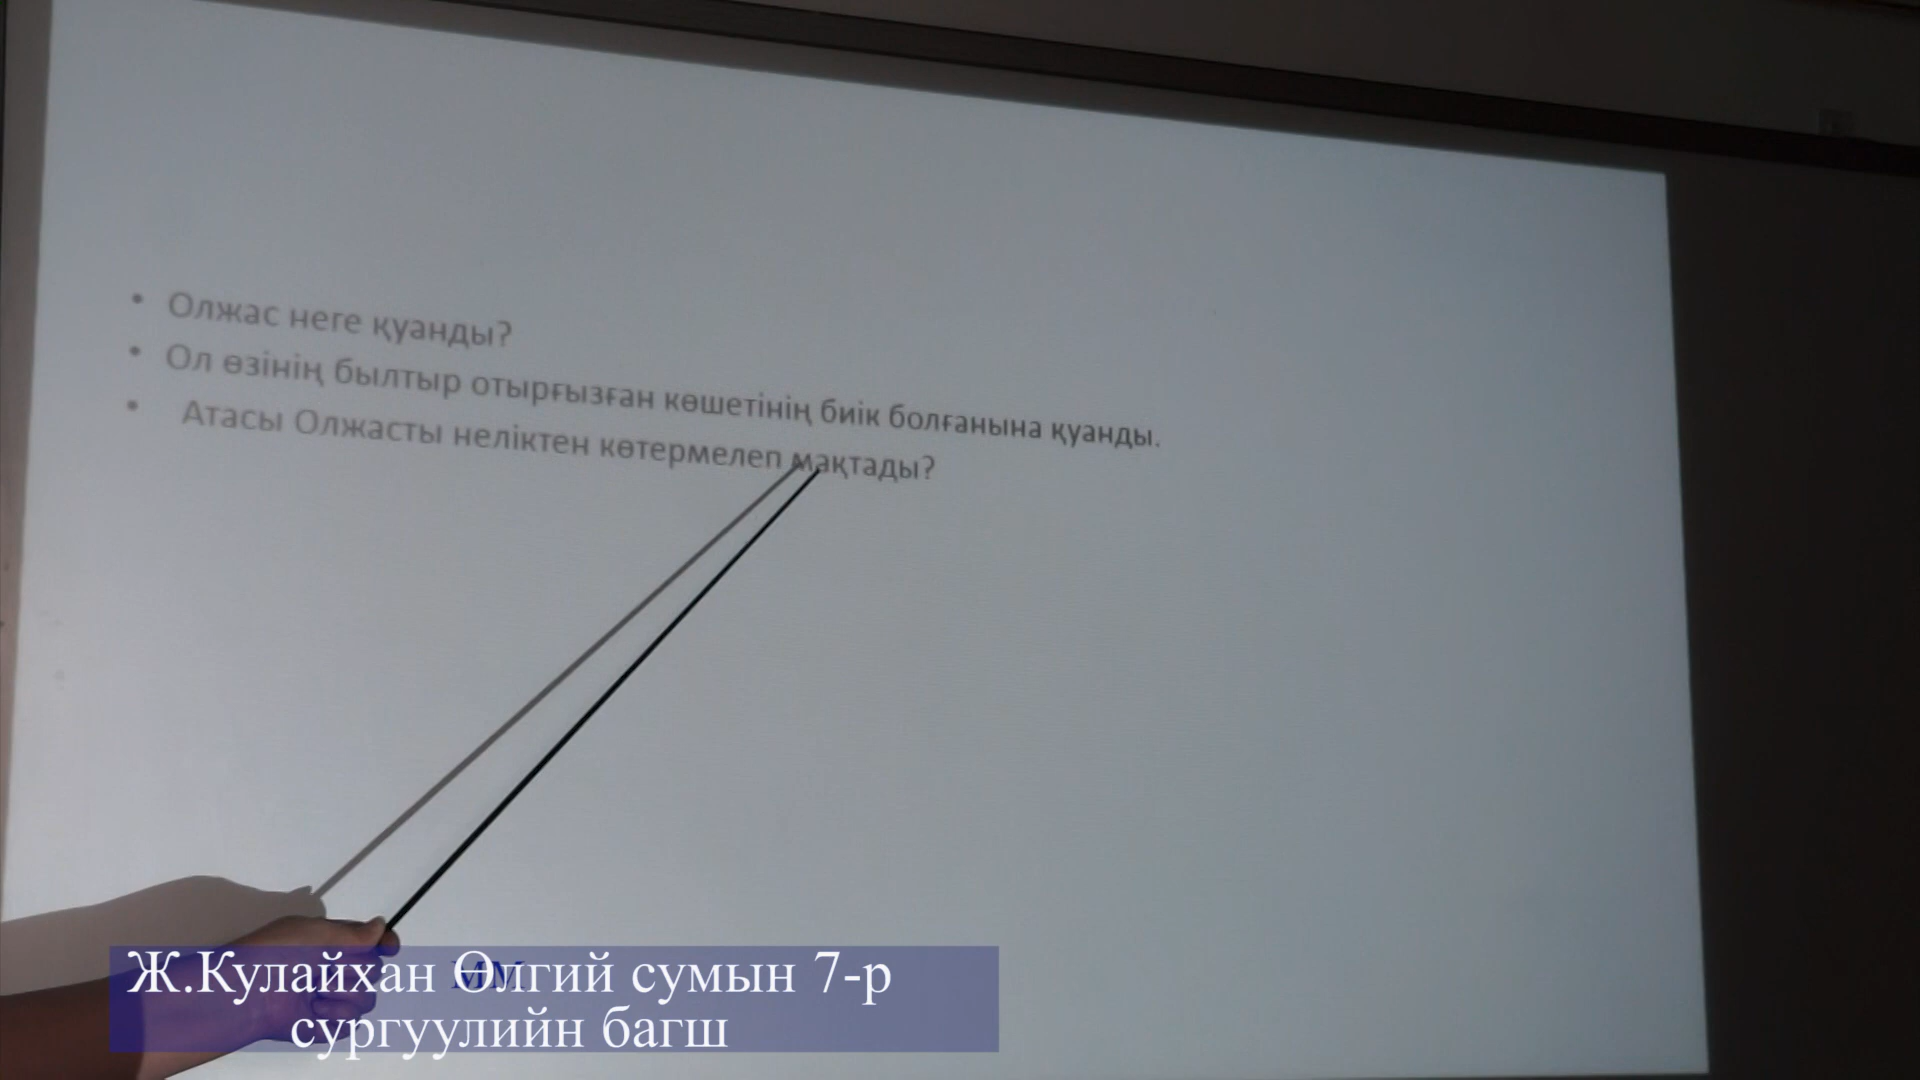 • Олжас неге қуанды?
• Ол өзінің былтыр отырғызған көшетінің биік болғанына қуанды.
• Атасы Олжасты неліктен көтермелеп мақтады?
Ж.Кулайхан Өлгий сумын 7-р
сургуулийн багш